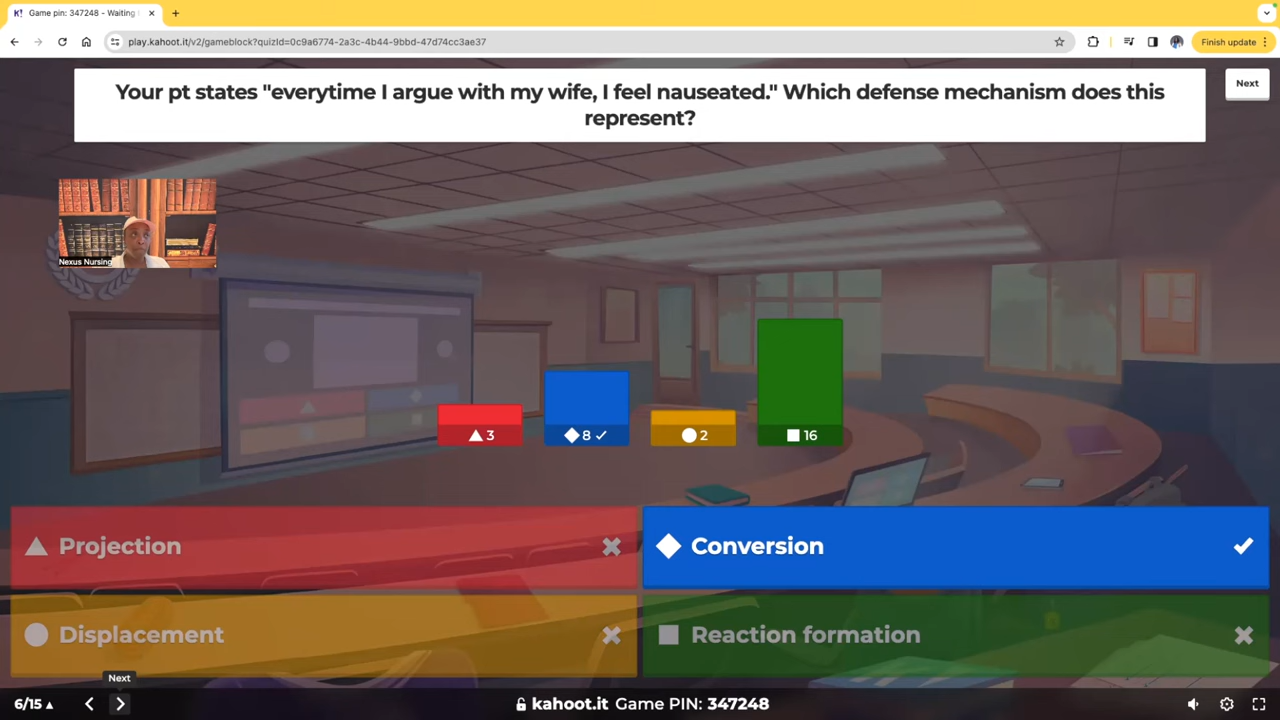 Game pin: 347248 - Waiting
play.kahoot.it/v2/gameblock?quizId=0c9a6774-2a3c-4b44-9bbd-47d74cc3ae37
Finish update
Your pt states "everytime I argue with my wife, I feel nauseated." Which defense mechanism does this
represent?
Next
Nexus Nursing
3
8
2
16
Projection
Conversion
Displacement
Reaction formation
Next
6/15
kahoot.it Game PIN: 347248